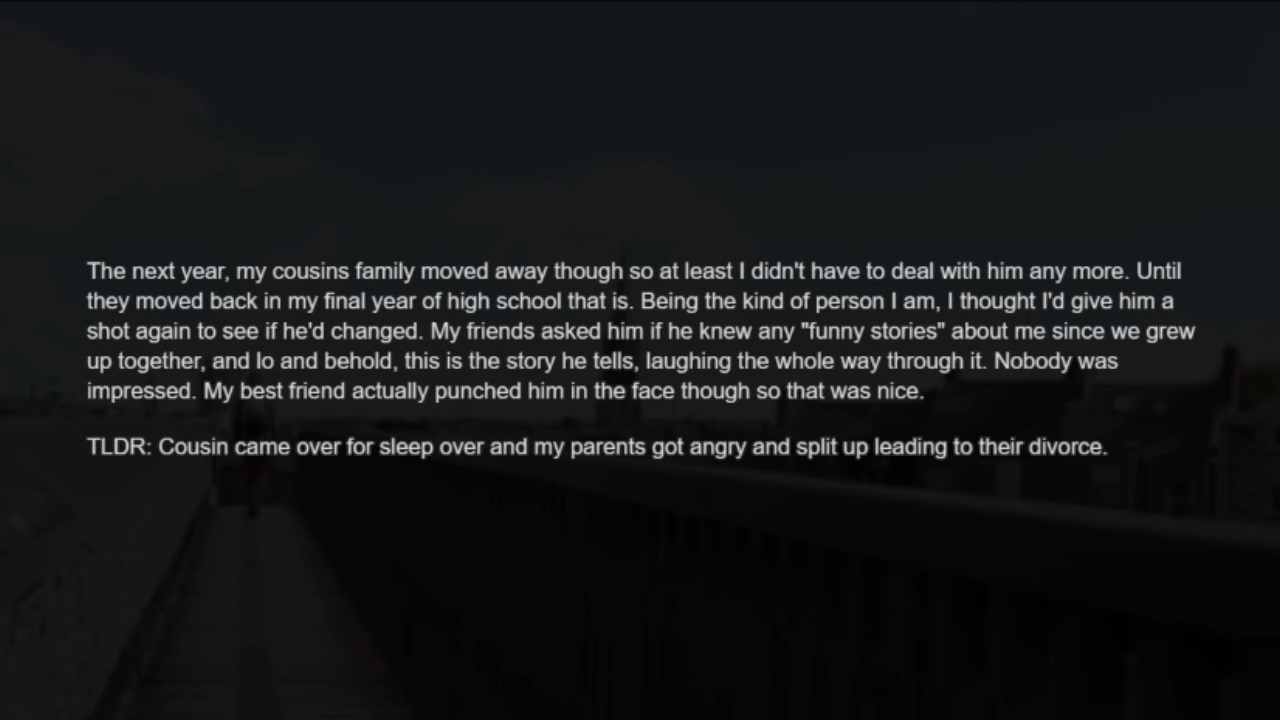 The next year, my cousins family moved away though so at least I didn't have to deal with him any more. Until
they moved back in my final year of high school that is. Being the kind of person I am, I thought I'd give him a
shot again to see if he'd changed. My friends asked him if he knew any "funny stories" about me since we grew
up together, and lo and behold, this is the story he tells, laughing the whole way through it. Nobody was
impressed. My best friend actually punched him in the face though so that was nice.
TLDR: Cousin came over for sleep over and my parents got angry and split up leading to their divorce.